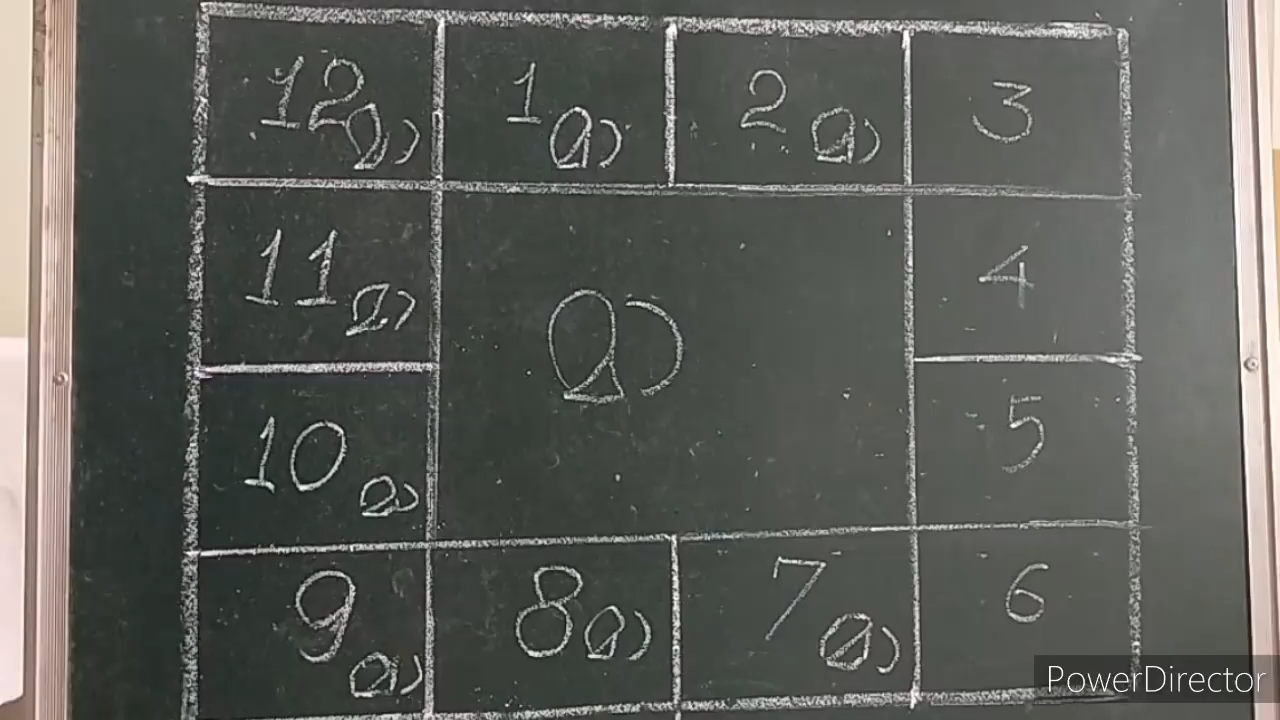 12 മാ 1 മാ 2 മാ 3
11 മാ 4
മാ
10 മാ 5
9 മാ 8 മാ 7 മാ 6
PowerDirector